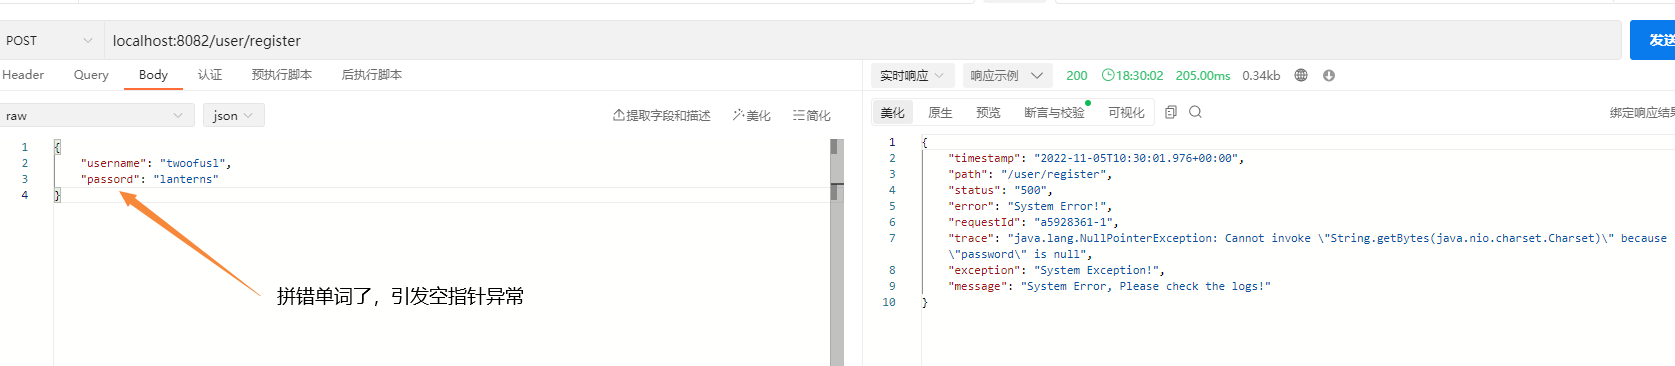 POST
localhost:8082/user/register
发送
Header Query Body 认证 预执行脚本 后执行脚本
实时响应 响应示例 200 18:30:02 205.00ms 0.34kb
raw json 提取字段和描述 美化 简化
美化 原生 预览 断言与校验 可视化 绑定响应结果
1 {
2 "username": "twoofusl",
3 "passord": "lanterns"
4 }
拼错单词了，引发空指针异常
1 {
2 "timestamp": "2022-11-05T10:30:01.976+00:00",
3 "path": "/user/register",
4 "status": "500",
5 "error": "System Error!",
6 "requestId": "a5928361-1",
7 "trace": "java.lang.NullPointerException: Cannot invoke \"String.getBytes(java.nio.charset.Charset)\" because
\"password\" is null",
8 "exception": "System Exception!",
9 "message": "System Error, Please check the logs!"
10 }